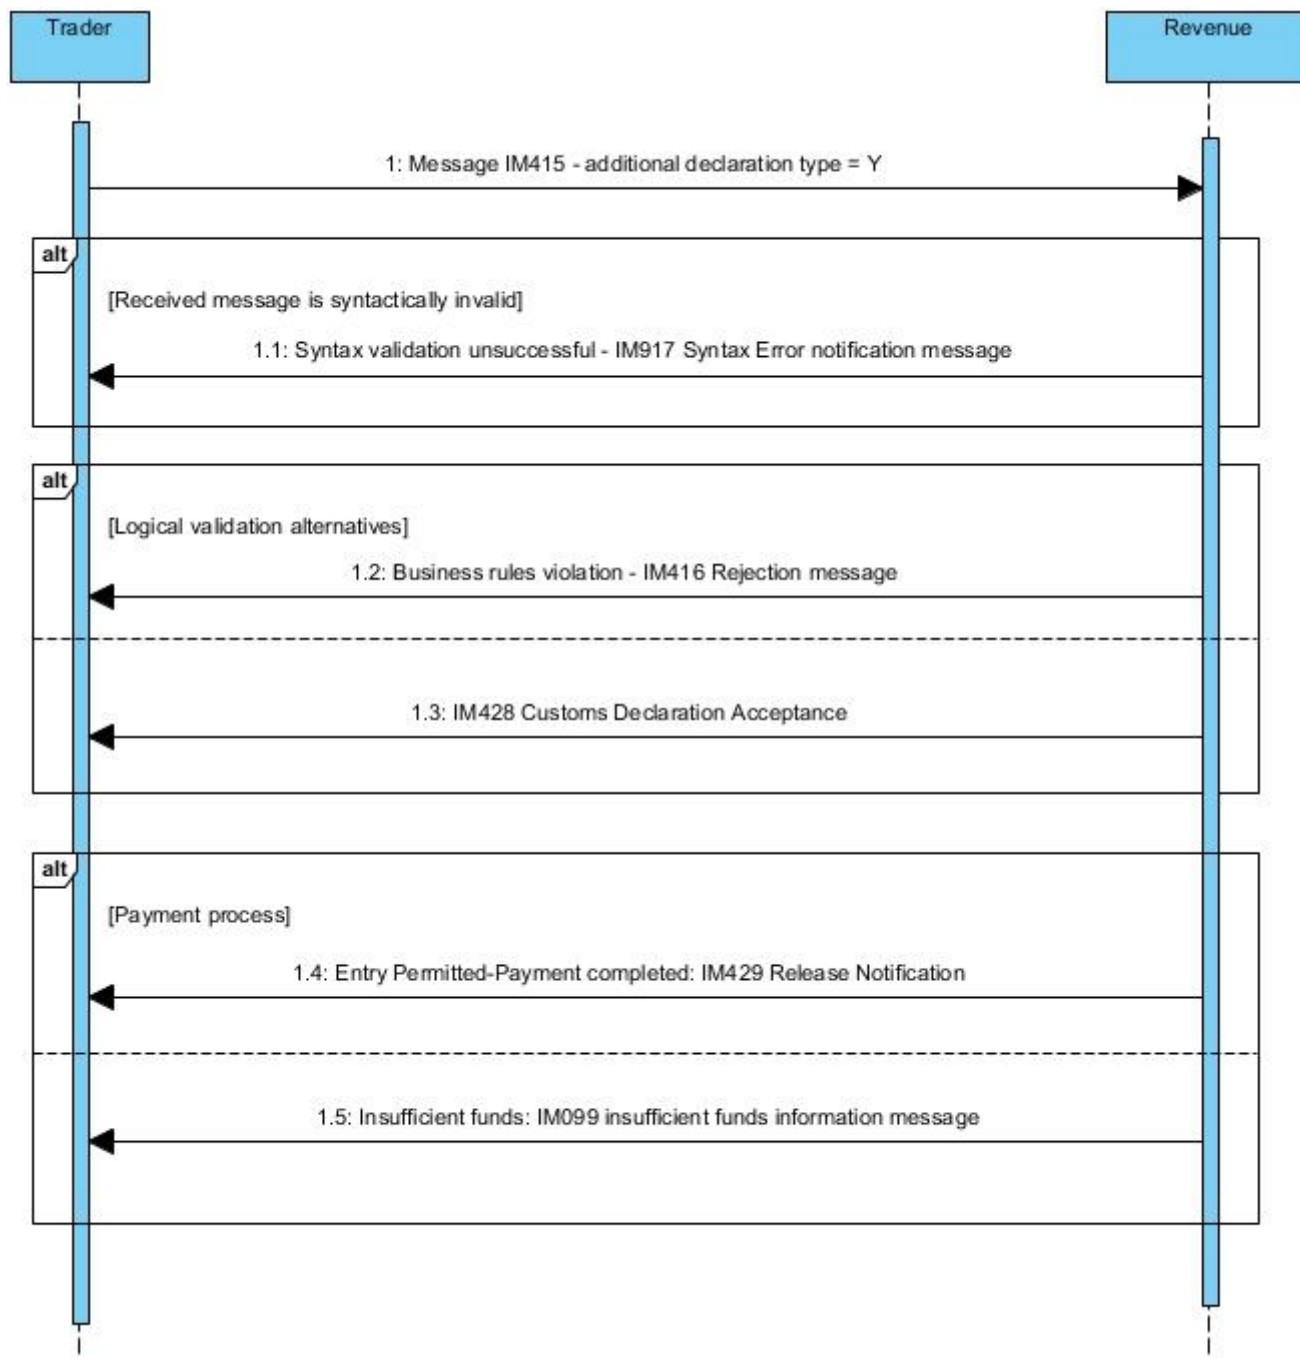 Trader
Revenue
1: Message IM415 - additional declaration type = Y
alt
[Received message is syntactically invalid]
1.1: Syntax validation unsuccessful - IM917 Syntax Error notification message
alt
[Logical validation alternatives]
1.2: Business rules violation - IM416 Rejection message
1.3: IM428 Customs Declaration Acceptance
alt
[Payment process]
1.4: Entry Permitted-Payment completed: IM429 Release Notification
1.5: Insufficient funds: IM099 insufficient funds information message